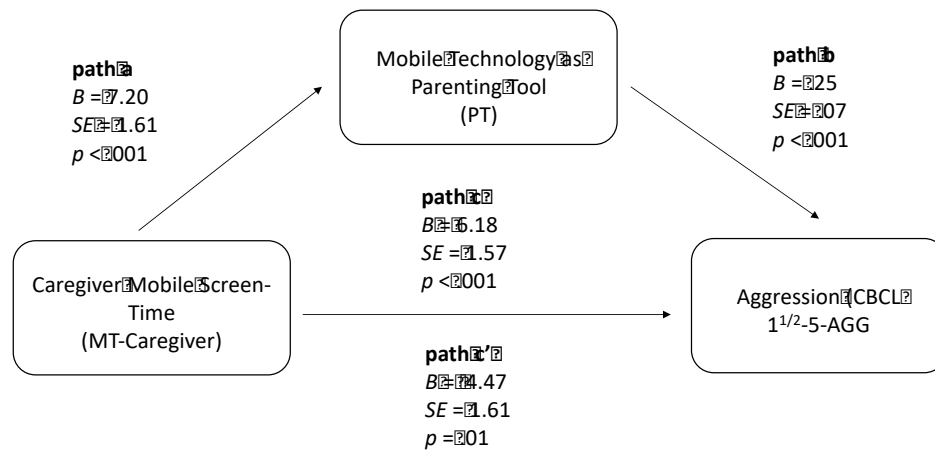 path a
B = 7.20
SE = 1.61
p < .001
Mobile Technology as
Parenting Tool
(PT)
path b
B = .25
SE = .07
p < .001
path c
B = 6.18
SE = 1.57
p < .001
Caregiver Mobile Screen-
Time
(MT-Caregiver)
Aggression (CBCL
1^1/2-5-AGG
path c’
B = 4.47
SE = 1.61
p = .01